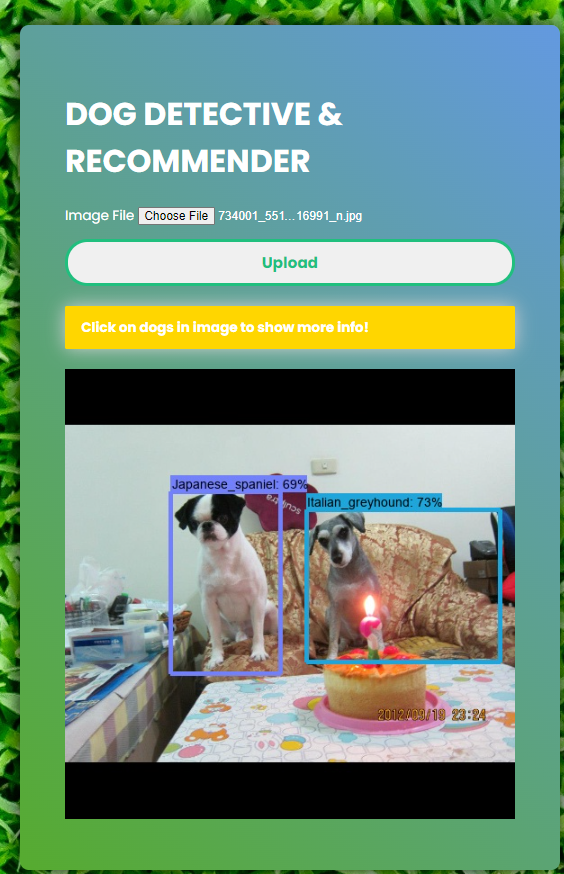 DOG DETECTIVE &
RECOMMENDER
Image File Choose File 734001_551...16991_n.jpg
Upload
Click on dogs in image to show more info!
Japanese_spaniel: 69%
Italian_greyhound: 73%
2012/09/18 23:24